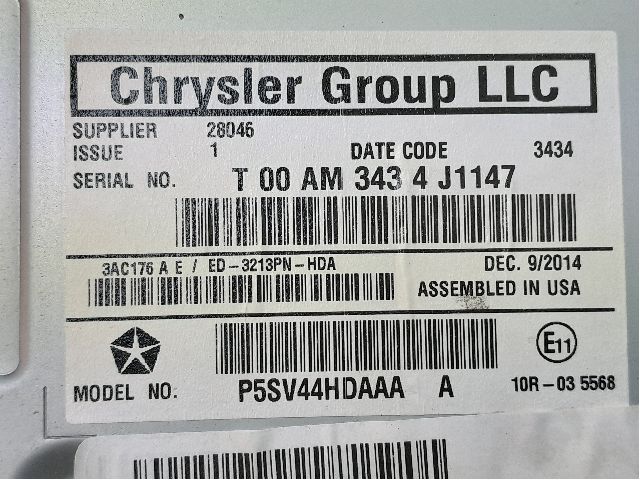 Chrysler Group LLC
SUPPLIER 28046
ISSUE 1 DATE CODE 3434
SERIAL NO. T 00 AM 343 4 J1147
3AC176 A E / ED-3213PN-HDA DEC. 9/2014
ASSEMBLED IN USA
E11
MODEL NO. P5SV44HDAAA A 10R-03 5568